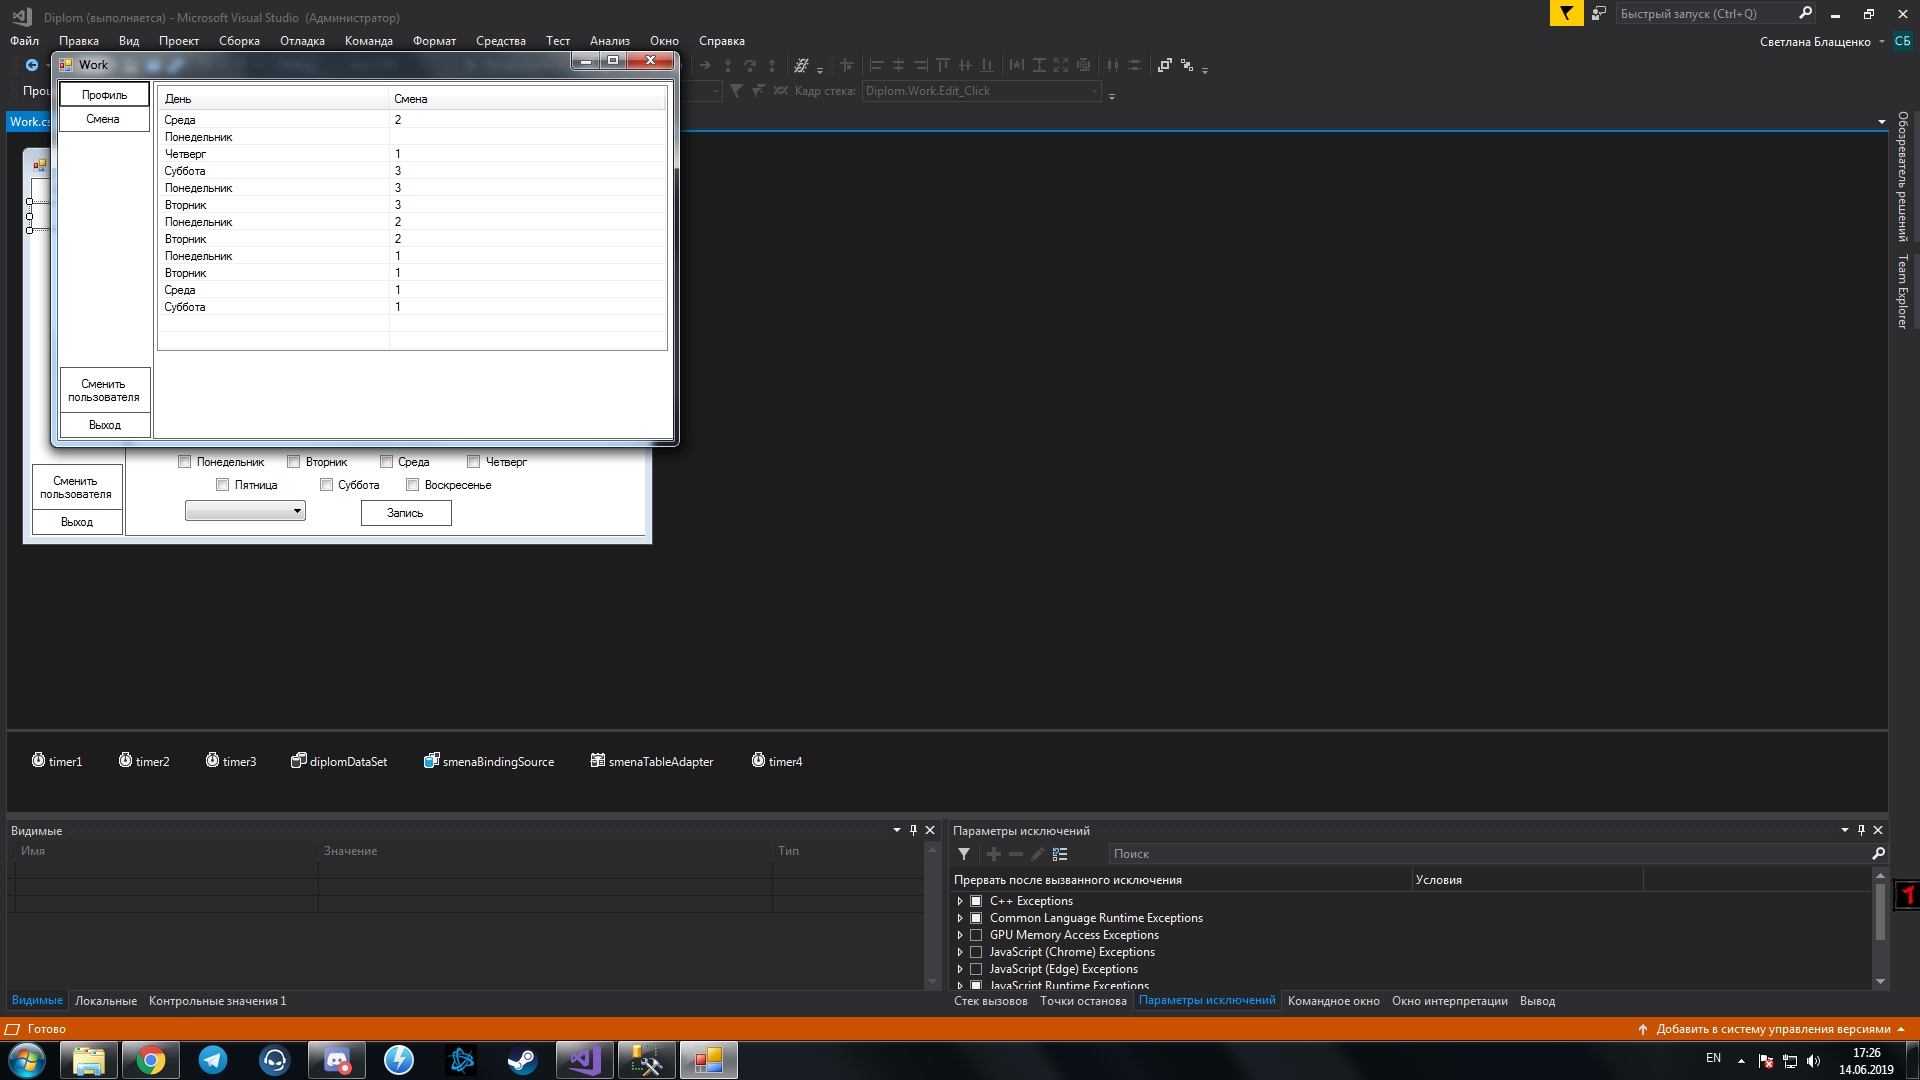 Diplom (выполняется) - Microsoft Visual Studio (Администратор)
Быстрый запуск (Ctrl+Q)
Файл Правка Вид Проект Сборка Отладка Команда Формат Средства Тест Анализ Окно Справка
Светлана Блащенко СБ
Work
Кадр стека: Diplom.Work.Edit_Click
Work.cs
Профиль
Смена
День Смена
Среда 2
Понедельник
Четверг 1
Суббота 3
Понедельник 3
Вторник 3
Понедельник 2
Вторник 2
Понедельник 1
Вторник 1
Среда 1
Суббота 1
Сменить
пользователя
Выход
Понедельник Вторник Среда Четверг
Пятница Суббота Воскресенье
Запись
Сменить
пользователя
Выход
Обозреватель решений
Team Explorer
timer1 timer2 timer3 diplomDataSet smenaBindingSource smenaTableAdapter timer4
Видимые
Имя Значение Тип
Видимые Локальные Контрольные значения 1
Параметры исключений
Поиск
Прервать после вызванного исключения Условия
C++ Exceptions
Common Language Runtime Exceptions
GPU Memory Access Exceptions
JavaScript (Chrome) Exceptions
JavaScript (Edge) Exceptions
JavaScript Runtime Exceptions
Стек вызовов Точки останова Параметры исключений Командное окно Окно интерпретации Вывод
Готово
Добавить в систему управления версиями
EN
17:26
14.06.2019